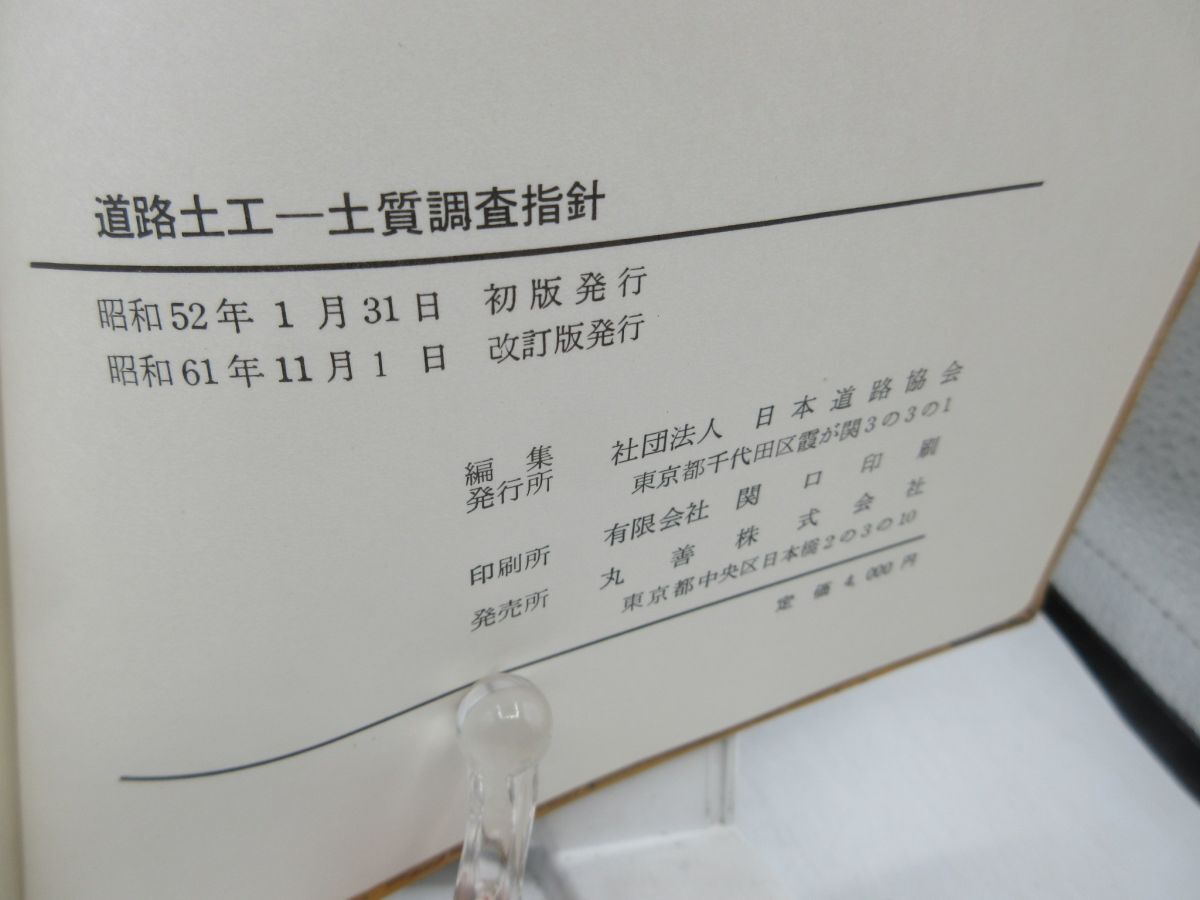 道路土工―土質調査指針
昭和52年 1 月 31日 初版発行
昭和61年11月 1 日 改訂版発行
編集 社団法人 日本道路協会
発行所 東京都千代田区霞が関3の3の1
印刷所 有限会社 関口印刷
発売所 丸善株式会社
東京都中央区日本橋2の3の10
定価 4,000円